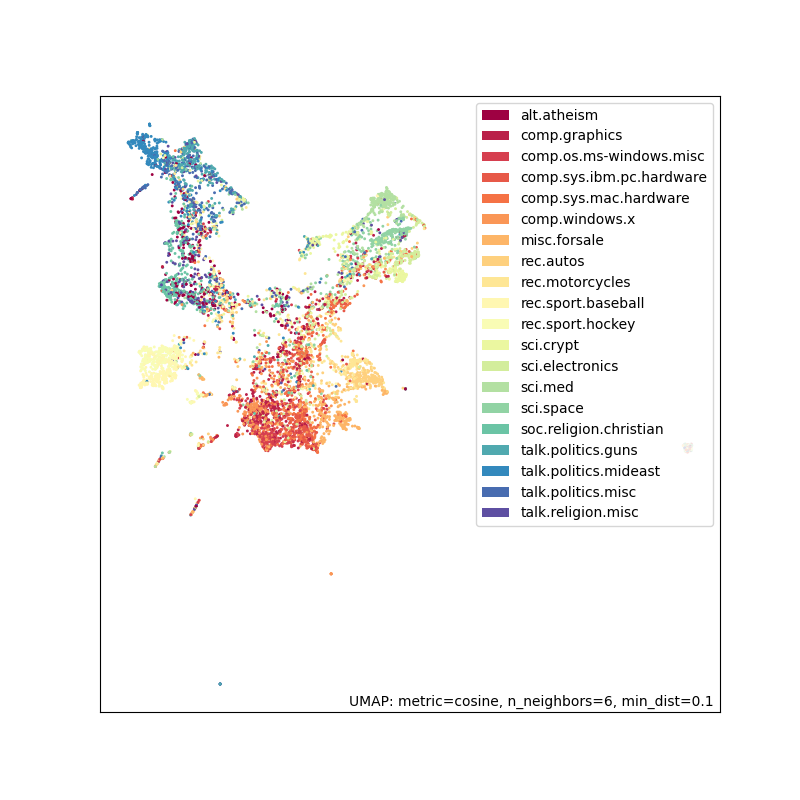 alt.atheism
comp.graphics
comp.os.ms-windows.misc
comp.sys.ibm.pc.hardware
comp.sys.mac.hardware
comp.windows.x
misc.forsale
rec.autos
rec.motorcycles
rec.sport.baseball
rec.sport.hockey
sci.crypt
sci.electronics
sci.med
sci.space
soc.religion.christian
talk.politics.guns
talk.politics.mideast
talk.politics.misc
talk.religion.misc
UMAP: metric=cosine, n_neighbors=6, min_dist=0.1